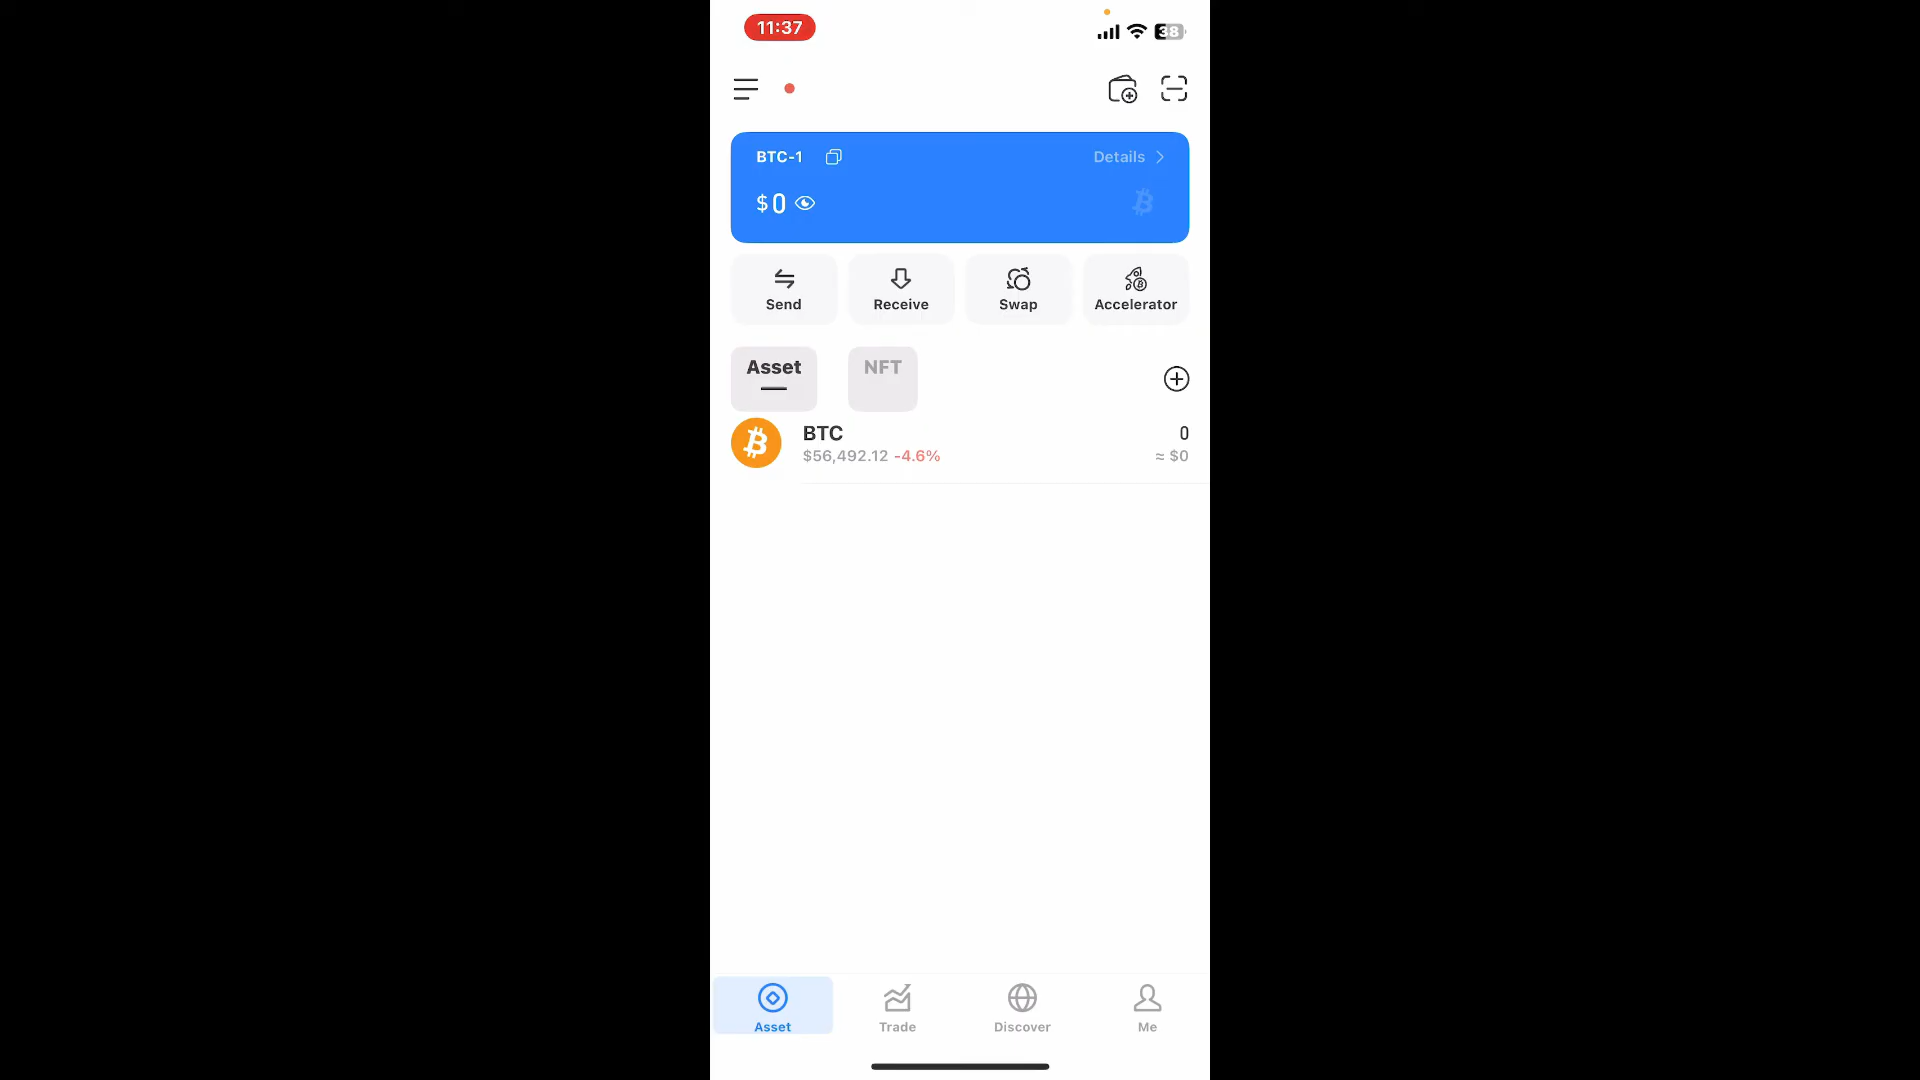 11:37
38
BTC-1
Details
$0
Send
Receive
Swap
Accelerator
Asset
NFT
BTC
0
$56,492.12 -4.6%
≈ $0
Asset
Trade
Discover
Me